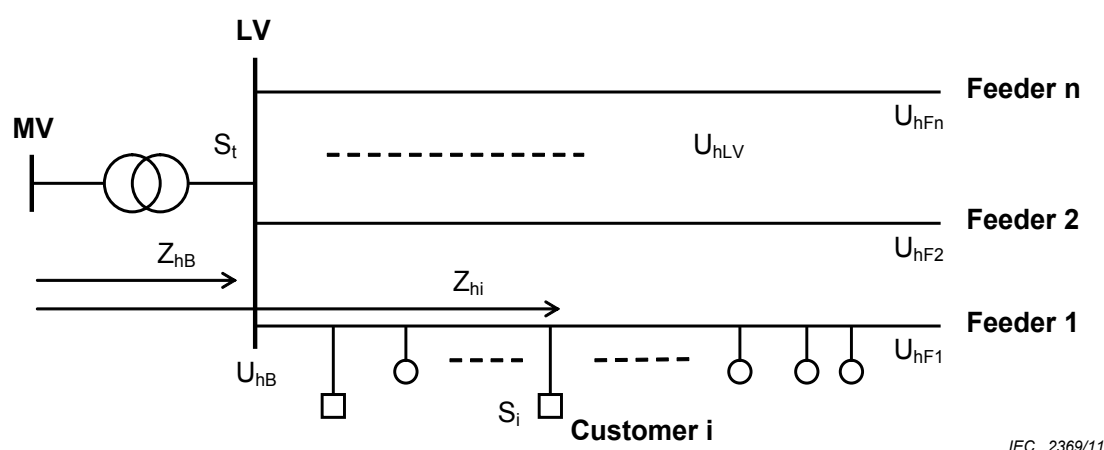 LV
Feeder n
U_hFn
MV
S_t
U_hLV
Feeder 2
U_hF2
Z_hB
Z_hi
Feeder 1
U_hF1
U_hB
S_i
Customer i
IEC 2369/11